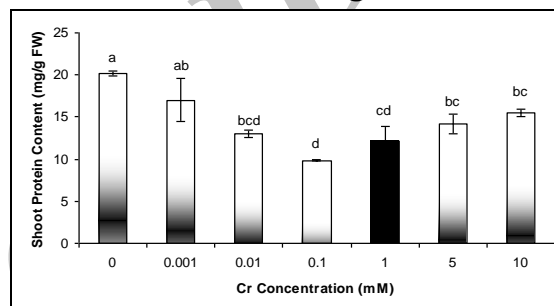 Shoot Protein Content (mg/g FW)
25
20
15
10
5
0
a
ab
bcd
d
cd
bc
bc
0 0.001 0.01 0.1 1 5 10
Cr Concentration (mM)